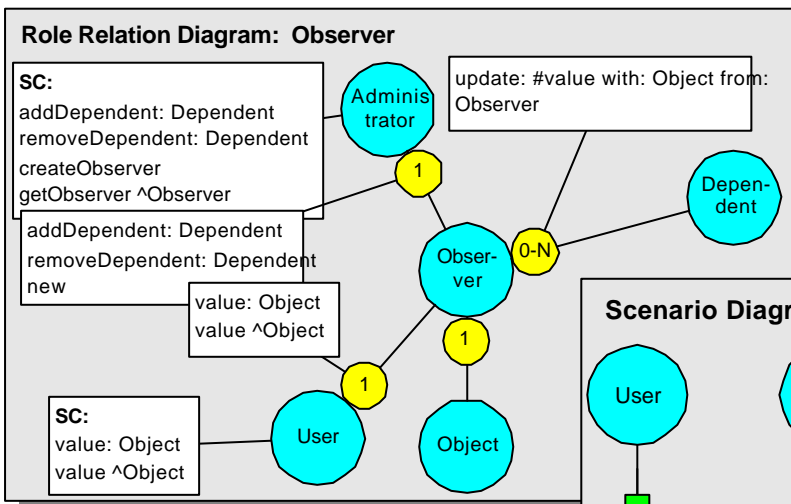 Role Relation Diagram: Observer
SC:
addDependent: Dependent
removeDependent: Dependent
createObserver
getObserver ^Observer
Adminis
trator
update: #value with: Object from:
Observer
1
Depen-
dent
addDependent: Dependent
removeDependent: Dependent
new
Obser-
ver
0-N
value: Object
value ^Object
1
1
SC:
value: Object
value ^Object
User
Object
Scenario Diagr
User